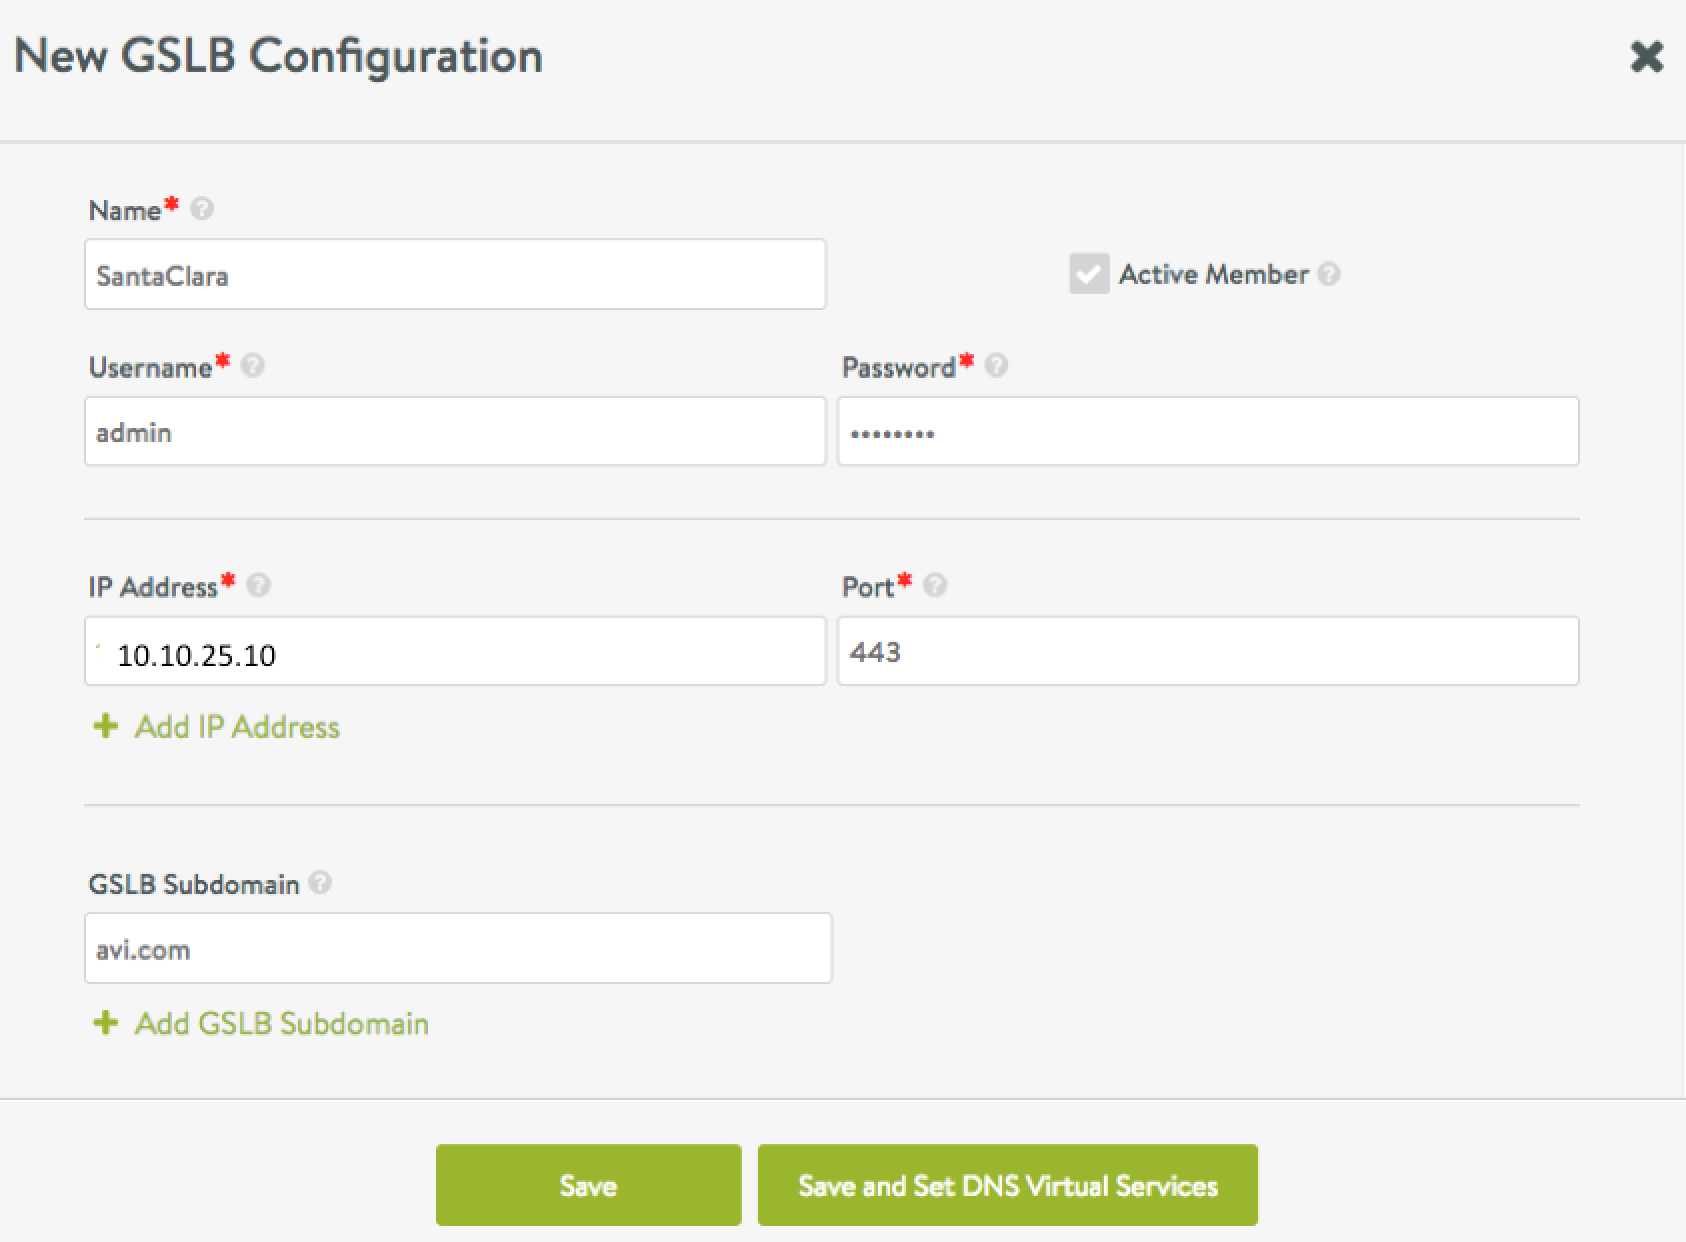 New GSLB Configuration
Name*
SantaClara
Active Member
Username* Password*
admin ••••••••
IP Address* Port*
10.10.25.10 443
+ Add IP Address
GSLB Subdomain
avi.com
+ Add GSLB Subdomain
Save Save and Set DNS Virtual Services